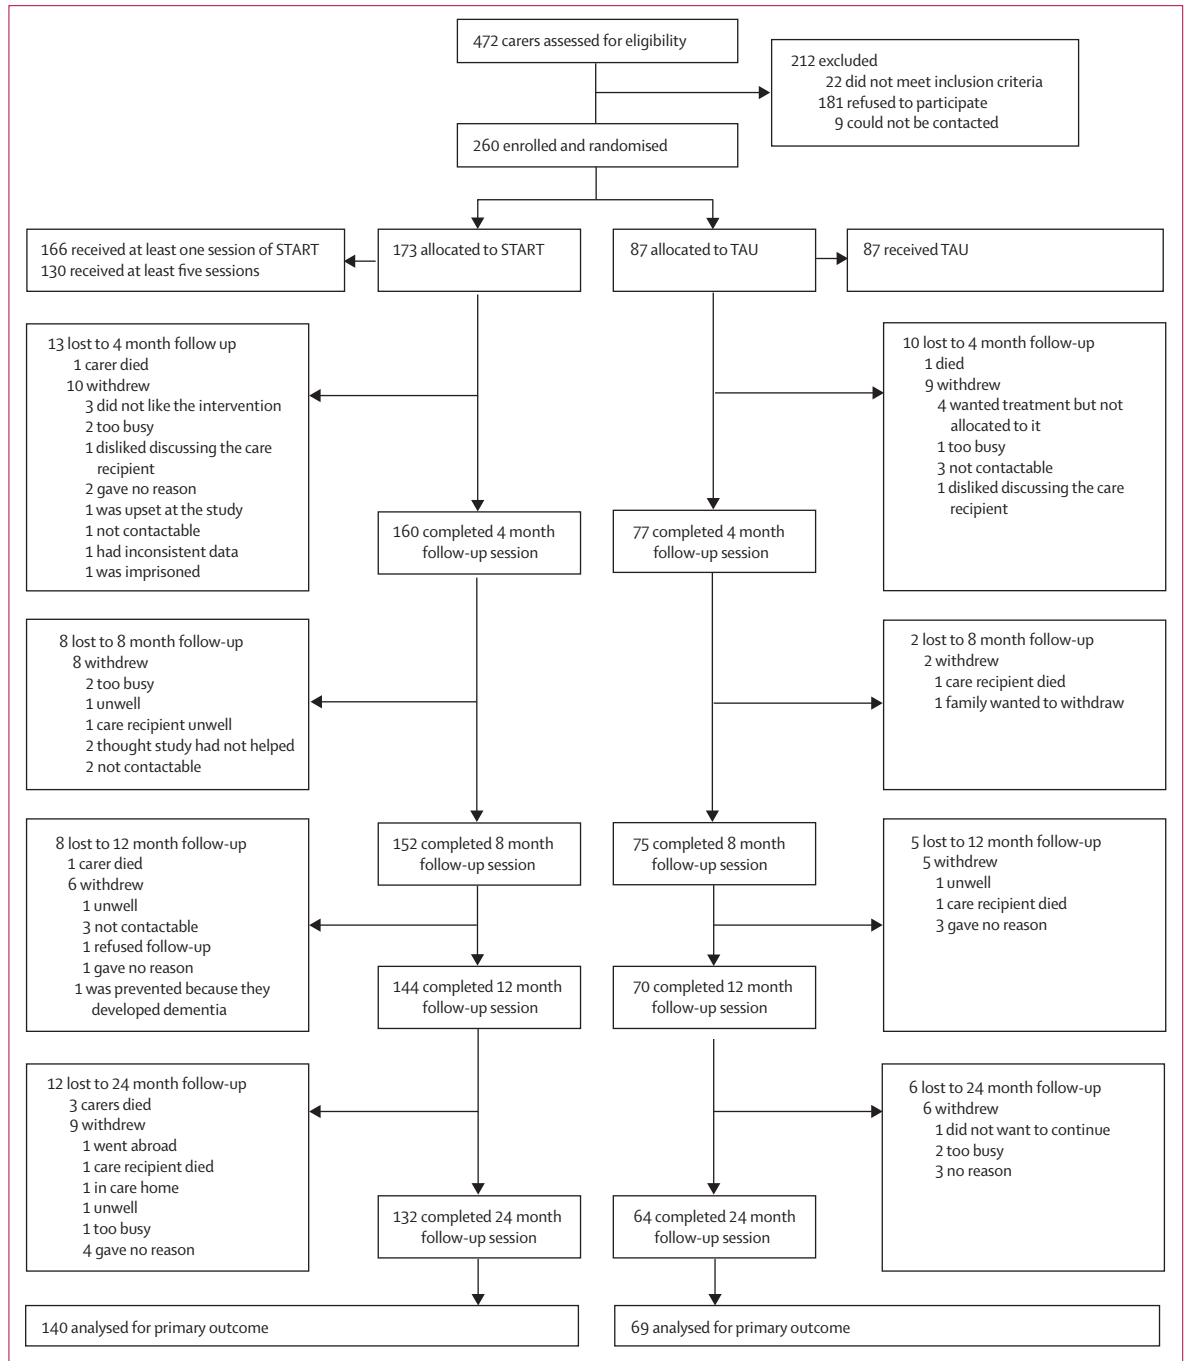 472 carers assessed for eligibility
212 excluded
22 did not meet inclusion criteria
181 refused to participate
9 could not be contacted
260 enrolled and randomised
166 received at least one session of START
130 received at least five sessions
173 allocated to START
87 allocated to TAU
87 received TAU
13 lost to 4 month follow up
1 carer died
10 withdrew
3 did not like the intervention
2 too busy
1 disliked discussing the care
recipient
2 gave no reason
1 was upset at the study
1 not contactable
1 had inconsistent data
1 was imprisoned
10 lost to 4 month follow-up
1 died
9 withdrew
4 wanted treatment but not
allocated to it
1 too busy
3 not contactable
1 disliked discussing the care
recipient
160 completed 4 month
follow-up session
77 completed 4 month
follow-up session
8 lost to 8 month follow-up
8 withdrew
2 too busy
1 unwell
1 care recipient unwell
2 thought study had not helped
2 not contactable
2 lost to 8 month follow-up
2 withdrew
1 care recipient died
1 family wanted to withdraw
152 completed 8 month
follow-up session
75 completed 8 month
follow-up session
8 lost to 12 month follow-up
1 carer died
6 withdrew
1 unwell
3 not contactable
1 refused follow-up
1 gave no reason
1 was prevented because they
developed dementia
5 lost to 12 month follow-up
5 withdrew
1 unwell
1 care recipient died
3 gave no reason
144 completed 12 month
follow-up session
70 completed 12 month
follow-up session
12 lost to 24 month follow-up
3 carers died
9 withdrew
1 went abroad
1 care recipient died
1 in care home
1 unwell
1 too busy
4 gave no reason
6 lost to 24 month follow-up
6 withdrew
1 did not want to continue
2 too busy
3 no reason
132 completed 24 month
follow-up session
64 completed 24 month
follow-up session
140 analysed for primary outcome
69 analysed for primary outcome